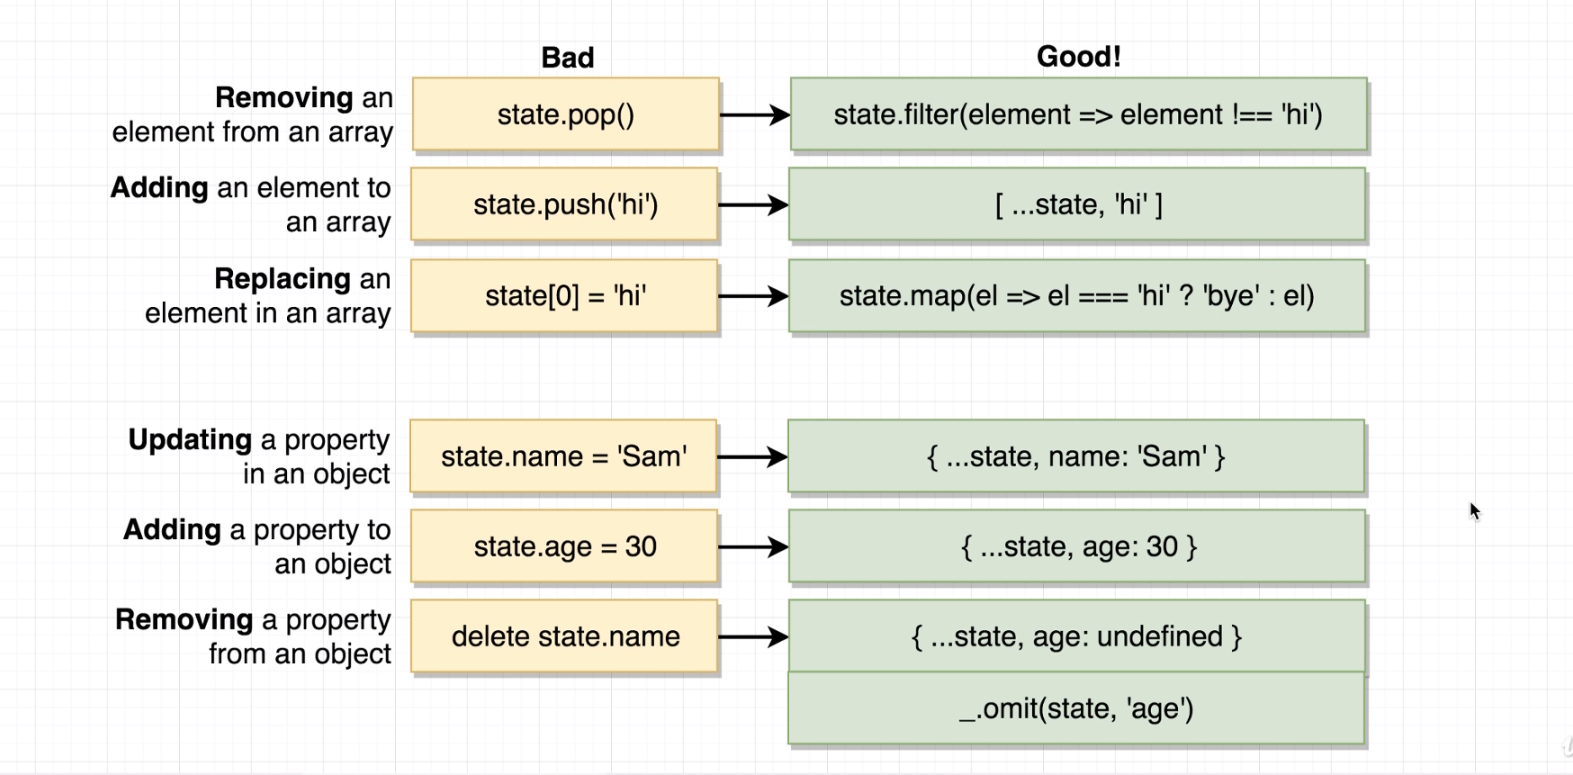 Bad
Good!
Removing an
element from an array
state.pop()
state.filter(element => element !== 'hi')
Adding an element to
an array
state.push('hi')
[ ...state, 'hi' ]
Replacing an
element in an array
state[0] = 'hi'
state.map(el => el === 'hi' ? 'bye' : el)
Updating a property
in an object
state.name = 'Sam'
{ ...state, name: 'Sam' }
Adding a property to
an object
state.age = 30
{ ...state, age: 30 }
Removing a property
from an object
delete state.name
{ ...state, age: undefined }
_.omit(state, 'age')